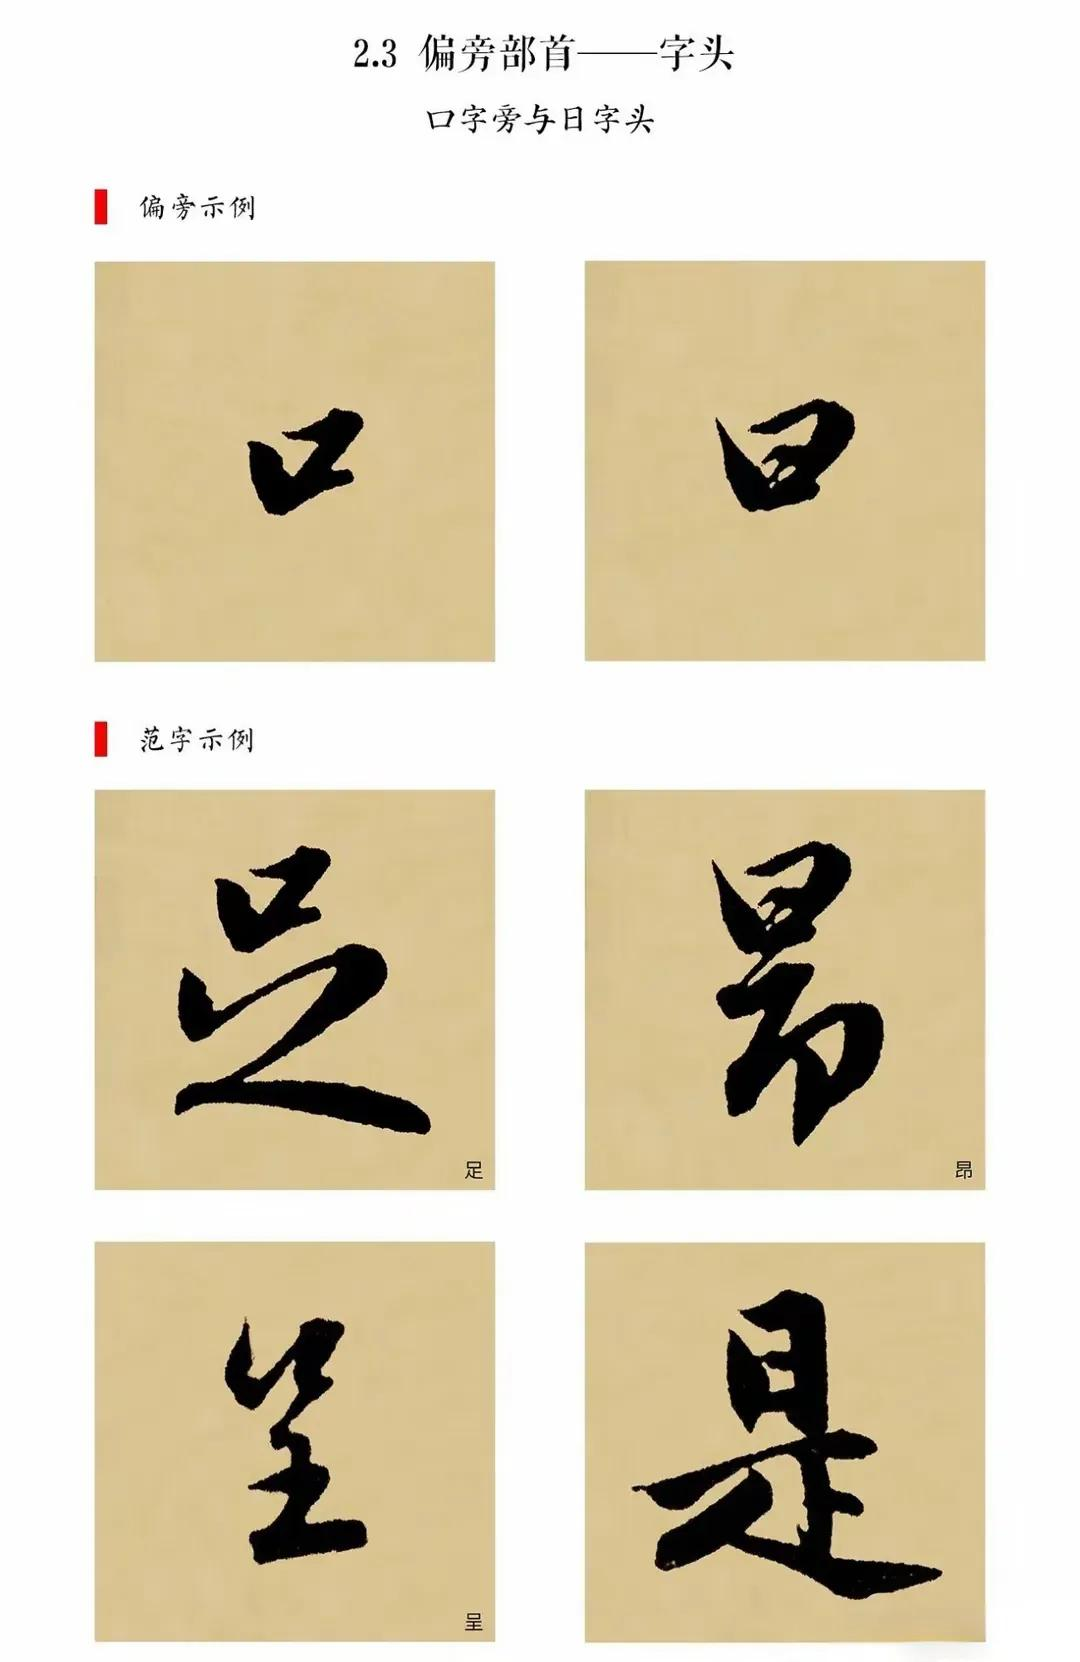 2.3 偏旁部首——字头
口字旁与日字头
偏旁示例
口 日
范字示例
足 昂
足 昂
呈 是
呈